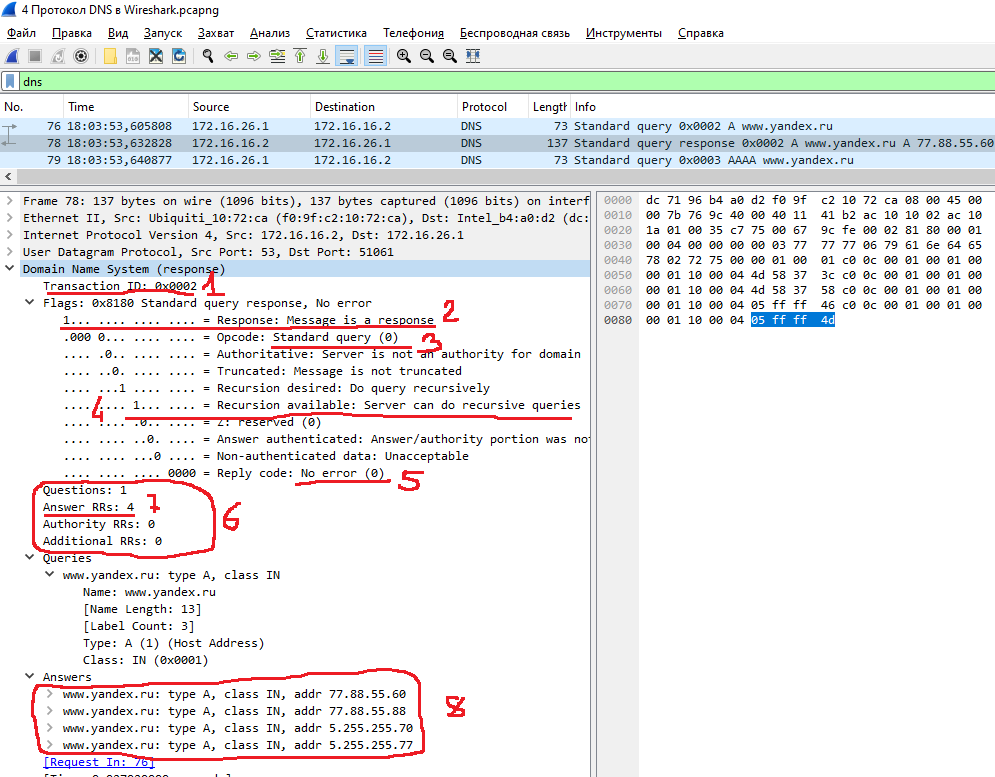 4 Протокол DNS в Wireshark.pcapng
Файл Правка Вид Запуск Захват Анализ Статистика Телефония Беспроводная связь Инструменты Справка
dns
No. Time Source Destination Protocol Length Info
76 18:03:53,605808 172.16.26.1 172.16.16.2 DNS 73 Standard query 0x0002 A www.yandex.ru
78 18:03:53,632828 172.16.16.2 172.16.26.1 DNS 137 Standard query response 0x0002 A www.yandex.ru A 77.88.55.60
79 18:03:53,640877 172.16.26.1 172.16.16.2 DNS 73 Standard query 0x0003 AAAA www.yandex.ru
Frame 78: 137 bytes on wire (1096 bits), 137 bytes captured (1096 bits) on interf
Ethernet II, Src: Ubiquiti_10:72:ca (f0:9f:c2:10:72:ca), Dst: Intel_b4:a0:d2 (dc:
Internet Protocol Version 4, Src: 172.16.16.2, Dst: 172.16.26.1
User Datagram Protocol, Src Port: 53, Dst Port: 51061
Domain Name System (response)
Transaction ID: 0x0002 1
Flags: 0x8180 Standard query response, No error
1... .... .... .... = Response: Message is a response 2
.000 0... .... .... = Opcode: Standard query (0) 3
.... .0.. .... .... = Authoritative: Server is not an authority for domain
.... ..0. .... .... = Truncated: Message is not truncated
.... ...1 .... .... = Recursion desired: Do query recursively
4 .... .... 1... .... = Recursion available: Server can do recursive queries
.... .... .0.. .... = Z: reserved (0)
.... .... ..0. .... = Answer authenticated: Answer/authority portion was not
.... .... ...0 .... = Non-authenticated data: Unacceptable
.... .... .... 0000 = Reply code: No error (0) 5
Questions: 1
Answer RRs: 4 7
6
Authority RRs: 0
Additional RRs: 0
Queries
www.yandex.ru: type A, class IN
Name: www.yandex.ru
[Name Length: 13]
[Label Count: 3]
Type: A (1) (Host Address)
Class: IN (0x0001)
Answers
www.yandex.ru: type A, class IN, addr 77.88.55.60
www.yandex.ru: type A, class IN, addr 77.88.55.88
8
www.yandex.ru: type A, class IN, addr 5.255.255.70
www.yandex.ru: type A, class IN, addr 5.255.255.77
[Request In: 76]
0000 dc 71 96 b4 a0 d2 f0 9f c2 10 72 ca 08 00 45 00
0010 00 7b 76 9c 40 00 40 11 41 b2 ac 10 10 02 ac 10
0020 1a 01 00 35 c7 75 00 67 9c fe 00 02 81 80 00 01
0030 00 04 00 00 00 00 03 77 77 77 06 79 61 6e 64 65
0040 78 02 72 75 00 00 01 00 01 c0 0c 00 01 00 01 00
0050 00 01 10 00 04 4d 58 37 3c c0 0c 00 01 00 01 00
0060 00 01 10 00 04 4d 58 37 58 c0 0c 00 01 00 01 00
0070 00 01 10 00 04 05 ff ff 46 c0 0c 00 01 00 01 00
0080 00 01 10 00 04 05 ff ff 4d